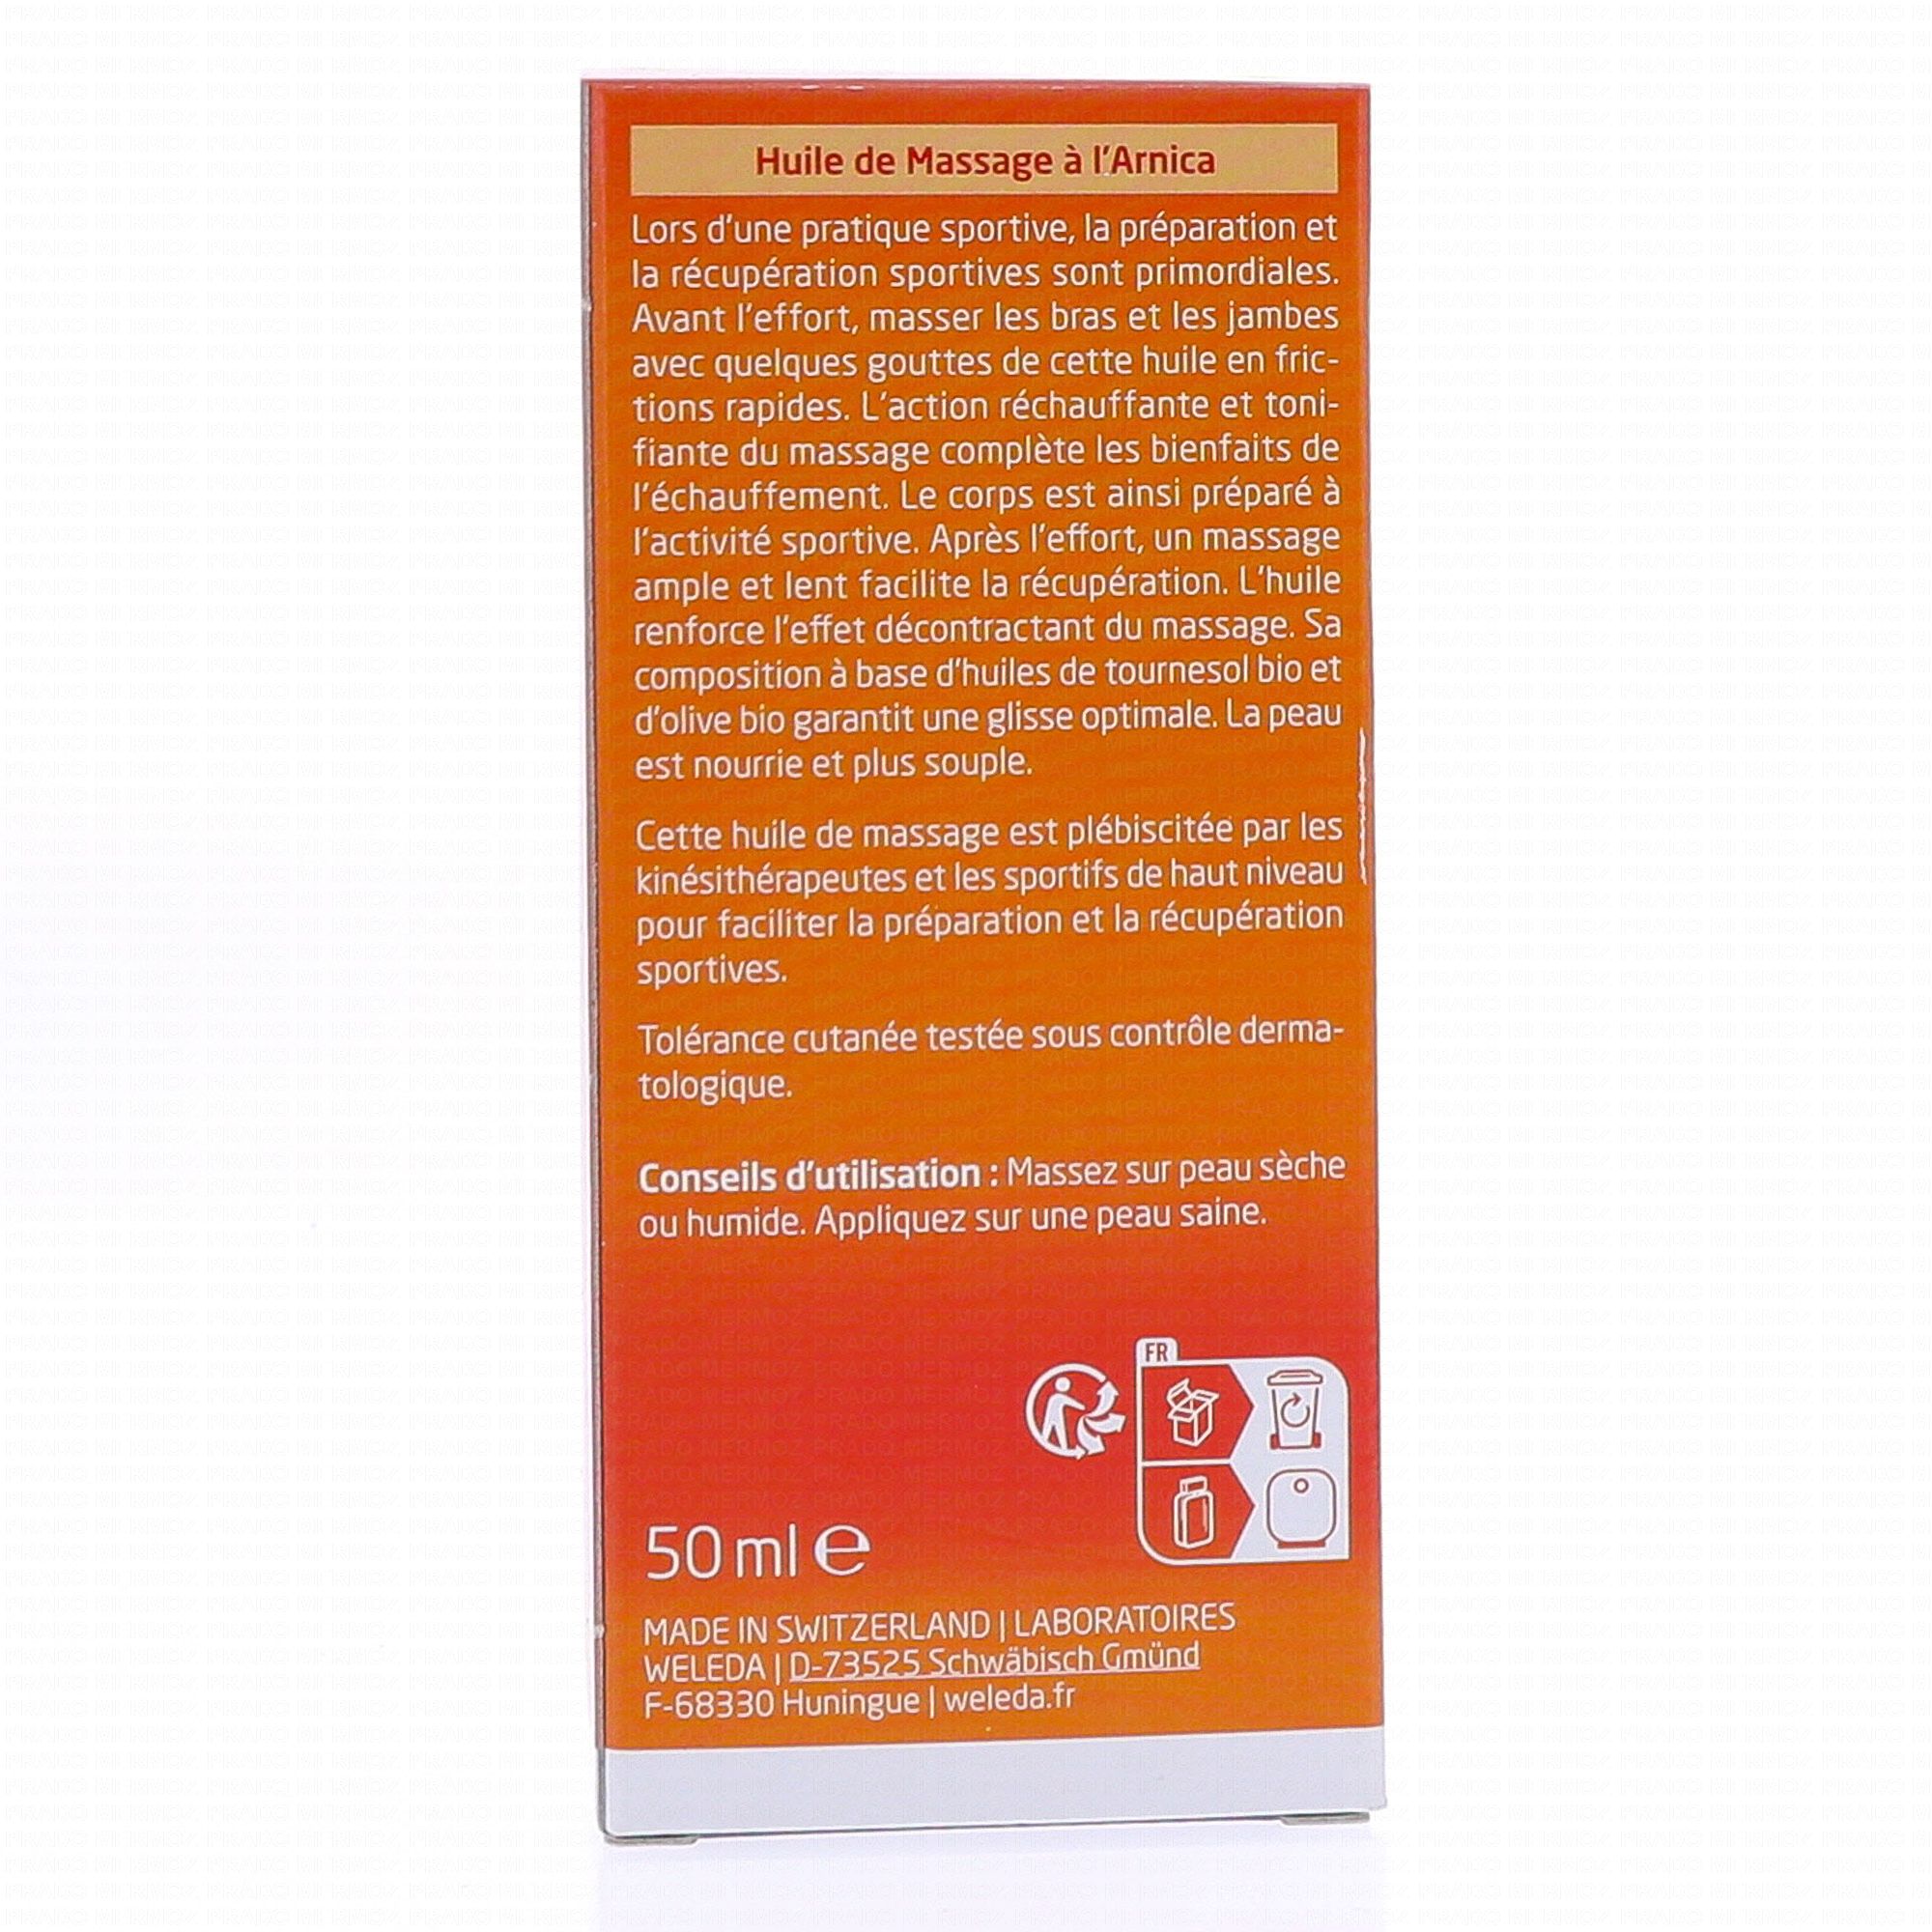 Huile de Massage à l'Arnica
Lors d'une pratique sportive, la préparation et
la récupération sportives sont primordiales.
Avant l'effort, masser les bras et les jambes
avec quelques gouttes de cette huile en fric-
tions rapides. L'action réchauffante et toni-
fiante du massage complète les bienfaits de
l'échauffement. Le corps est ainsi préparé à
l'activité sportive. Après l'effort, un massage
ample et lent facilite la récupération. L'huile
renforce l'effet décontractant du massage. Sa
composition à base d'huiles de tournesol bio et
d'olive bio garantit une glisse optimale. La peau
est nourrie et plus souple.
Cette huile de massage est plébiscitée par les
kinésithérapeutes et les sportifs de haut niveau
pour faciliter la préparation et la récupération
sportives.
Tolérance cutanée testée sous contrôle derma-
tologique.
Conseils d'utilisation : Massez sur peau sèche
ou humide. Appliquez sur une peau saine.
FR
50 ml e
MADE IN SWITZERLAND | LABORATOIRES
WELEDA | D-73525 Schwäbisch Gmünd
F-68330 Huningue | weleda.fr